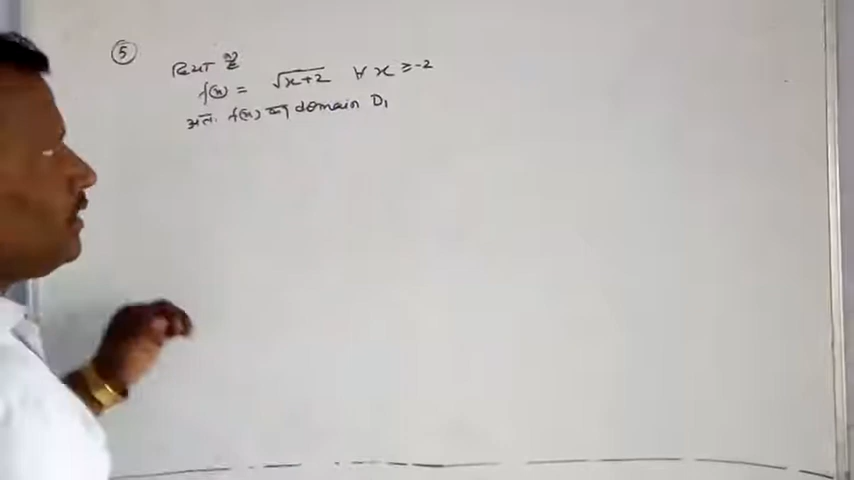 ⑤
दिया है
f(x) = √x+2 ∀ x ≥ -2
अतः f(x) का domain D₁